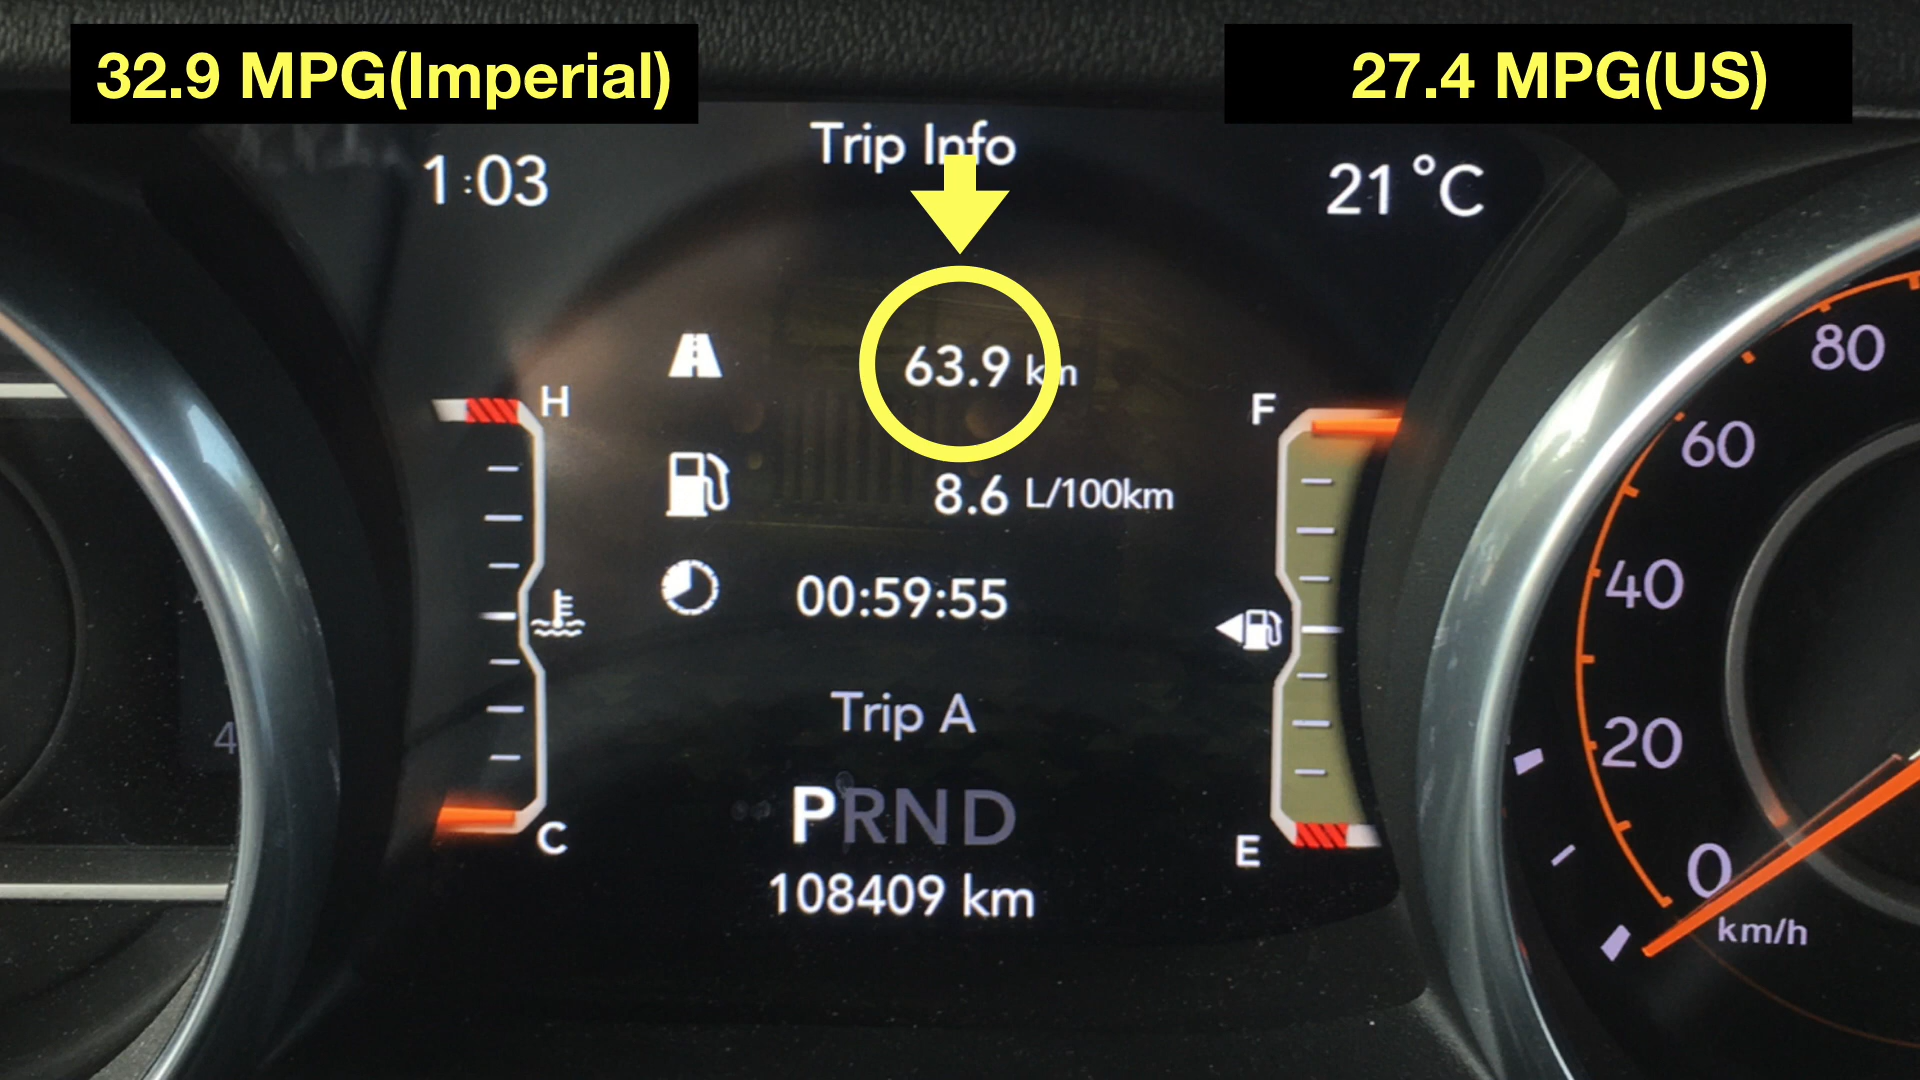 32.9 MPG(Imperial)
27.4 MPG(US)
Trip Info
1:03
21 °C
63.9 km
H
F
8.6 L/100km
00:59:55
Trip A
PRND
C
E
108409 km
4
80
60
40
20
0
km/h